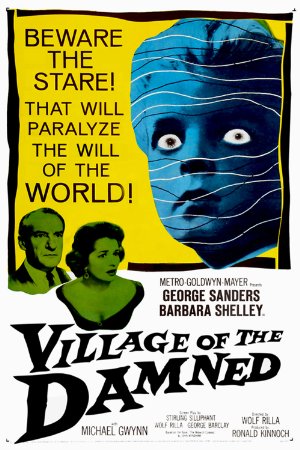 BEWARE
THE
STARE!
THAT WILL
PARALYZE
THE WILL
OF THE
WORLD!
METRO-GOLDWYN-MAYER Presents
GEORGE SANDERS
BARBARA SHELLEY
VILLAGE OF THE
DAMNED
WITH
MICHAEL GWYNN
Screen Play by
STIRLING SILLIPHANT
WOLF RILLA GEORGE BARCLAY
Directed by
WOLF RILLA
Produced by
RONALD KINNOCH